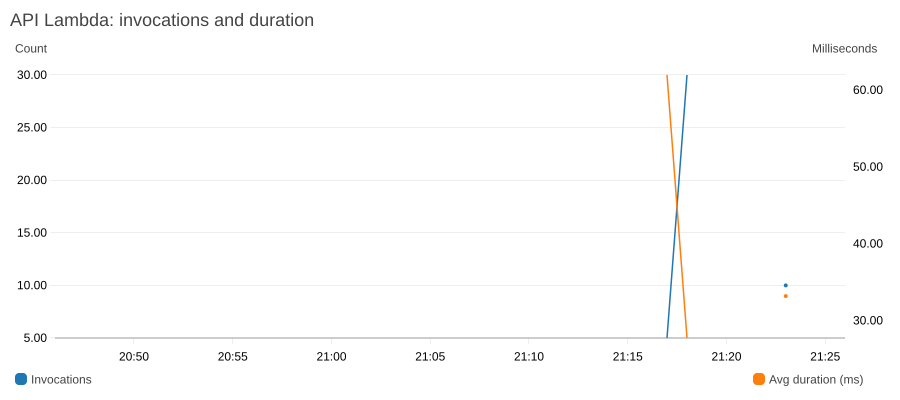 API Lambda: invocations and duration
Count Milliseconds
30.00
60.00
25.00
50.00
20.00
15.00
40.00
10.00
30.00
5.00
20:50 20:55 21:00 21:05 21:10 21:15 21:20 21:25
Invocations Avg duration (ms)